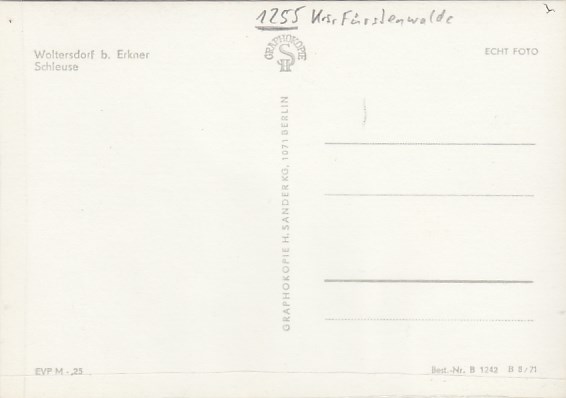 1255 Krs. Fürstenwalde
Woltersdorf b. Erkner
Schleuse
GRAPHOKOPIE
HS
ECHT FOTO
GRAPHOKOPIE H. SANDER KG, 1071 BERLIN
EVP M -,25
Best.-Nr. B 1242 B 8/71